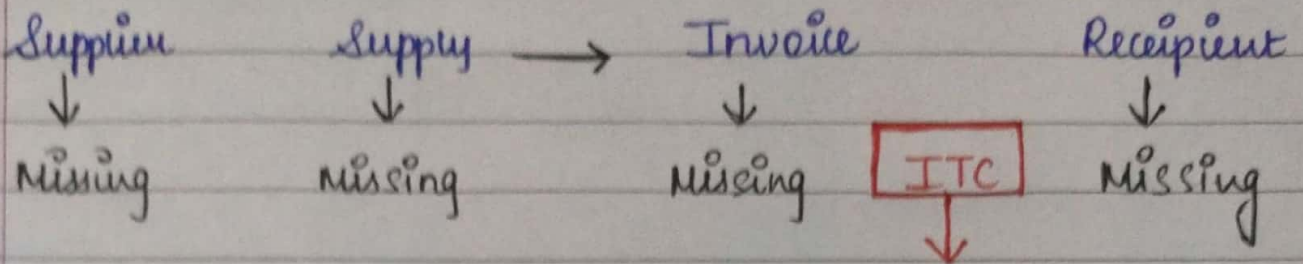 Supplier Supply → Invoice Receipient
↓ ↓ ↓ ↓
Missing Missing Missing ITC Missing
↓